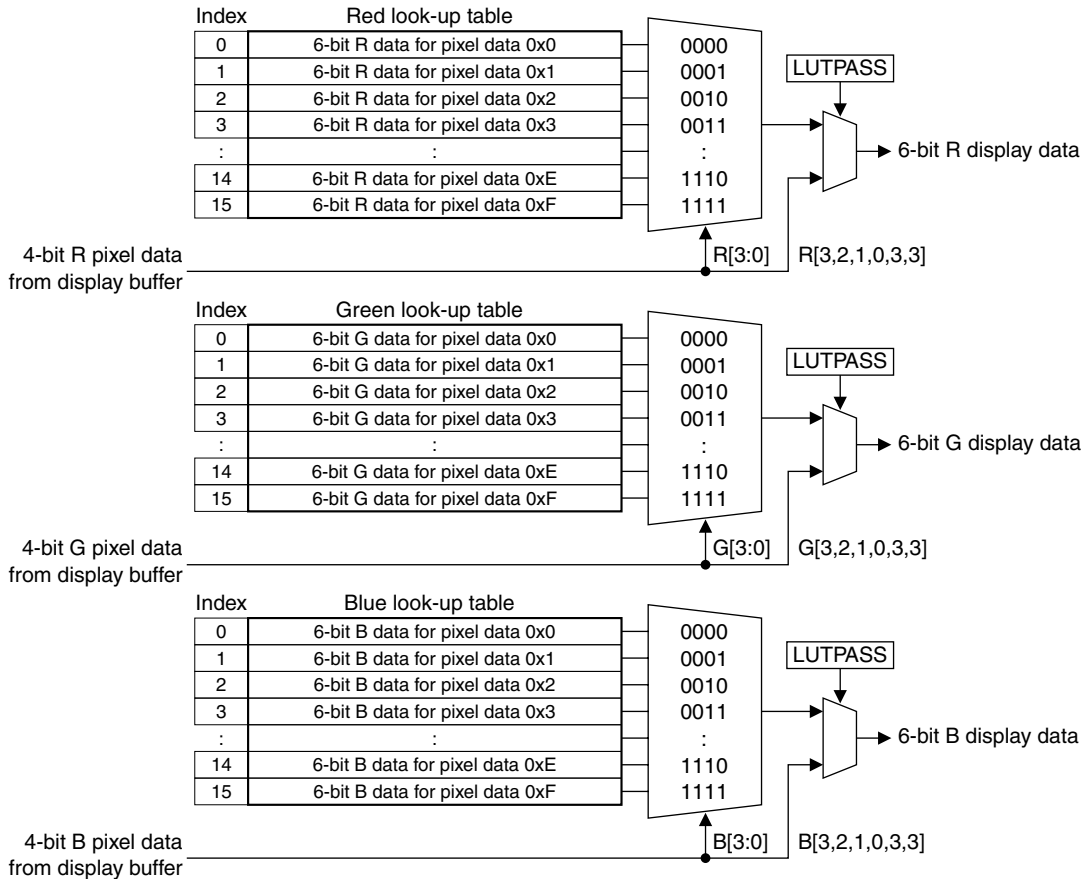 Index Red look-up table
0 6-bit R data for pixel data 0x0 0000
1 6-bit R data for pixel data 0x1 0001 LUTPASS
2 6-bit R data for pixel data 0x2 0010
3 6-bit R data for pixel data 0x3 0011
: : : 6-bit R display data
14 6-bit R data for pixel data 0xE 1110
15 6-bit R data for pixel data 0xF 1111
4-bit R pixel data R[3:0] R[3,2,1,0,3,3]
from display buffer
Index Green look-up table
0 6-bit G data for pixel data 0x0 0000
1 6-bit G data for pixel data 0x1 0001 LUTPASS
2 6-bit G data for pixel data 0x2 0010
3 6-bit G data for pixel data 0x3 0011
: : : 6-bit G display data
14 6-bit G data for pixel data 0xE 1110
15 6-bit G data for pixel data 0xF 1111
4-bit G pixel data G[3:0] G[3,2,1,0,3,3]
from display buffer
Index Blue look-up table
0 6-bit B data for pixel data 0x0 0000
1 6-bit B data for pixel data 0x1 0001 LUTPASS
2 6-bit B data for pixel data 0x2 0010
3 6-bit B data for pixel data 0x3 0011
: : : 6-bit B display data
14 6-bit B data for pixel data 0xE 1110
15 6-bit B data for pixel data 0xF 1111
4-bit B pixel data B[3:0] B[3,2,1,0,3,3]
from display buffer